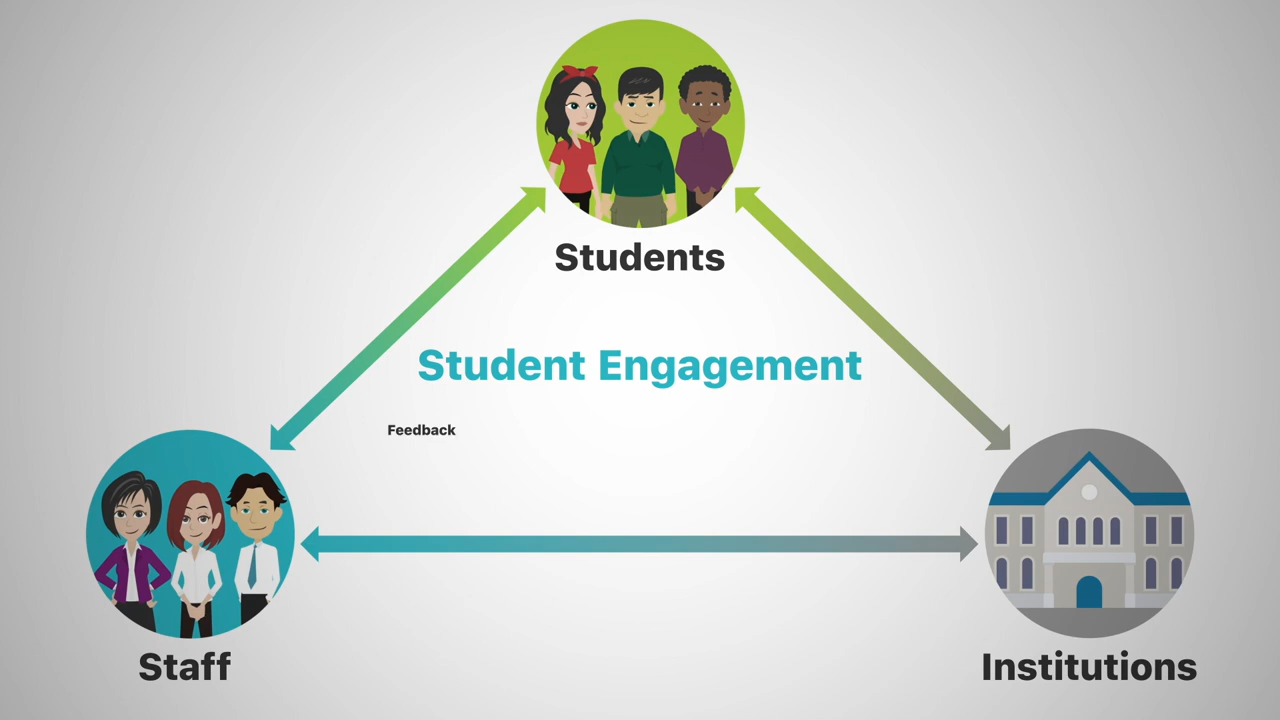 Students
Student Engagement
Feedback
Staff
Institutions